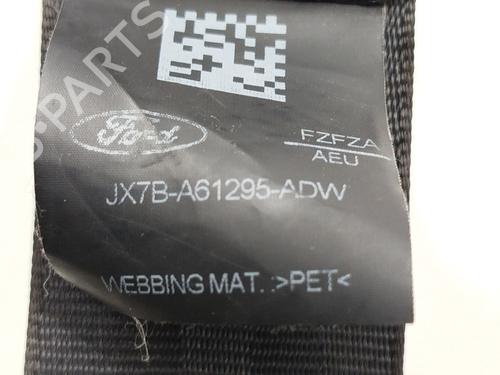 Ford
FZFZA
AEU
JX7B-A61295-ADW
WEBBING MAT. :>PET<